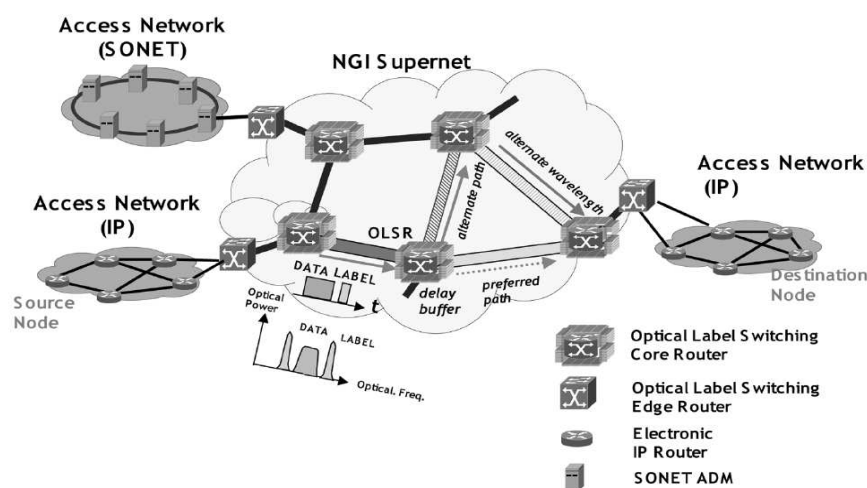 Access Network
(SONET)
NGI Supernet
alternate wavelength
alternate path
Access Network
(IP)
Access Network
(IP)
OLSR
Source
Node
DATA LABEL
t
delay
buffer
preferred
path
Destination
Node
Optical
Power
DATA LABEL
Optical. Freq.
Optical Label Switching
Core Router
Optical Label Switching
Edge Router
Electronic
IP Router
SONET ADM